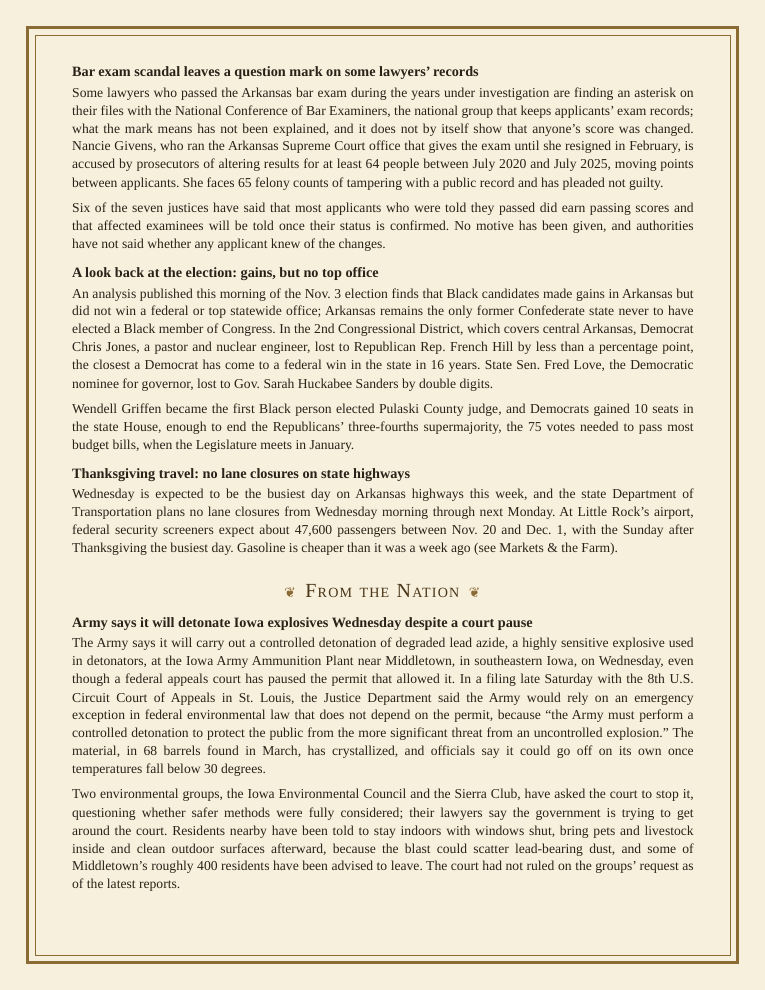 Bar exam scandal leaves a question mark on some lawyers’ records
Some lawyers who passed the Arkansas bar exam during the years under investigation are finding an asterisk on
their files with the National Conference of Bar Examiners, the national group that keeps applicants’ exam records;
what the mark means has not been explained, and it does not by itself show that anyone’s score was changed.
Nancie Givens, who ran the Arkansas Supreme Court office that gives the exam until she resigned in February, is
accused by prosecutors of altering results for at least 64 people between July 2020 and July 2025, moving points
between applicants. She faces 65 felony counts of tampering with a public record and has pleaded not guilty.
Six of the seven justices have said that most applicants who were told they passed did earn passing scores and
that affected examinees will be told once their status is confirmed. No motive has been given, and authorities
have not said whether any applicant knew of the changes.
A look back at the election: gains, but no top office
An analysis published this morning of the Nov. 3 election finds that Black candidates made gains in Arkansas but
did not win a federal or top statewide office; Arkansas remains the only former Confederate state never to have
elected a Black member of Congress. In the 2nd Congressional District, which covers central Arkansas, Democrat
Chris Jones, a pastor and nuclear engineer, lost to Republican Rep. French Hill by less than a percentage point,
the closest a Democrat has come to a federal win in the state in 16 years. State Sen. Fred Love, the Democratic
nominee for governor, lost to Gov. Sarah Huckabee Sanders by double digits.
Wendell Griffen became the first Black person elected Pulaski County judge, and Democrats gained 10 seats in
the state House, enough to end the Republicans’ three-fourths supermajority, the 75 votes needed to pass most
budget bills, when the Legislature meets in January.
Thanksgiving travel: no lane closures on state highways
Wednesday is expected to be the busiest day on Arkansas highways this week, and the state Department of
Transportation plans no lane closures from Wednesday morning through next Monday. At Little Rock’s airport,
federal security screeners expect about 47,600 passengers between Nov. 20 and Dec. 1, with the Sunday after
Thanksgiving the busiest day. Gasoline is cheaper than it was a week ago (see Markets & the Farm).
❦ From the Nation ❦
Army says it will detonate Iowa explosives Wednesday despite a court pause
The Army says it will carry out a controlled detonation of degraded lead azide, a highly sensitive explosive used
in detonators, at the Iowa Army Ammunition Plant near Middletown, in southeastern Iowa, on Wednesday, even
though a federal appeals court has paused the permit that allowed it. In a filing late Saturday with the 8th U.S.
Circuit Court of Appeals in St. Louis, the Justice Department said the Army would rely on an emergency
exception in federal environmental law that does not depend on the permit, because “the Army must perform a
controlled detonation to protect the public from the more significant threat from an uncontrolled explosion.” The
material, in 68 barrels found in March, has crystallized, and officials say it could go off on its own once
temperatures fall below 30 degrees.
Two environmental groups, the Iowa Environmental Council and the Sierra Club, have asked the court to stop it,
questioning whether safer methods were fully considered; their lawyers say the government is trying to get
around the court. Residents nearby have been told to stay indoors with windows shut, bring pets and livestock
inside and clean outdoor surfaces afterward, because the blast could scatter lead-bearing dust, and some of
Middletown’s roughly 400 residents have been advised to leave. The court had not ruled on the groups’ request as
of the latest reports.